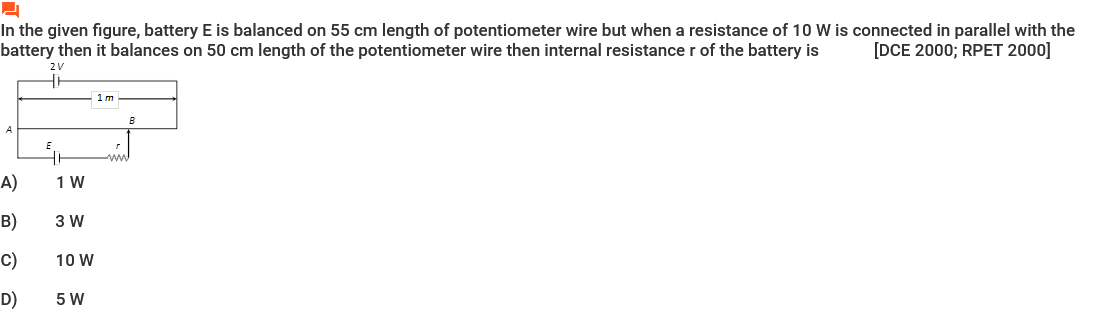 In the given figure, battery E is balanced on 55 cm length of potentiometer wire but when a resistance of 10 W is connected in parallel with the
battery then it balances on 50 cm length of the potentiometer wire then internal resistance r of the battery is [DCE 2000; RPET 2000]
2 V
1 m
B
A
E
r
A) 1 W
B) 3 W
C) 10 W
D) 5 W